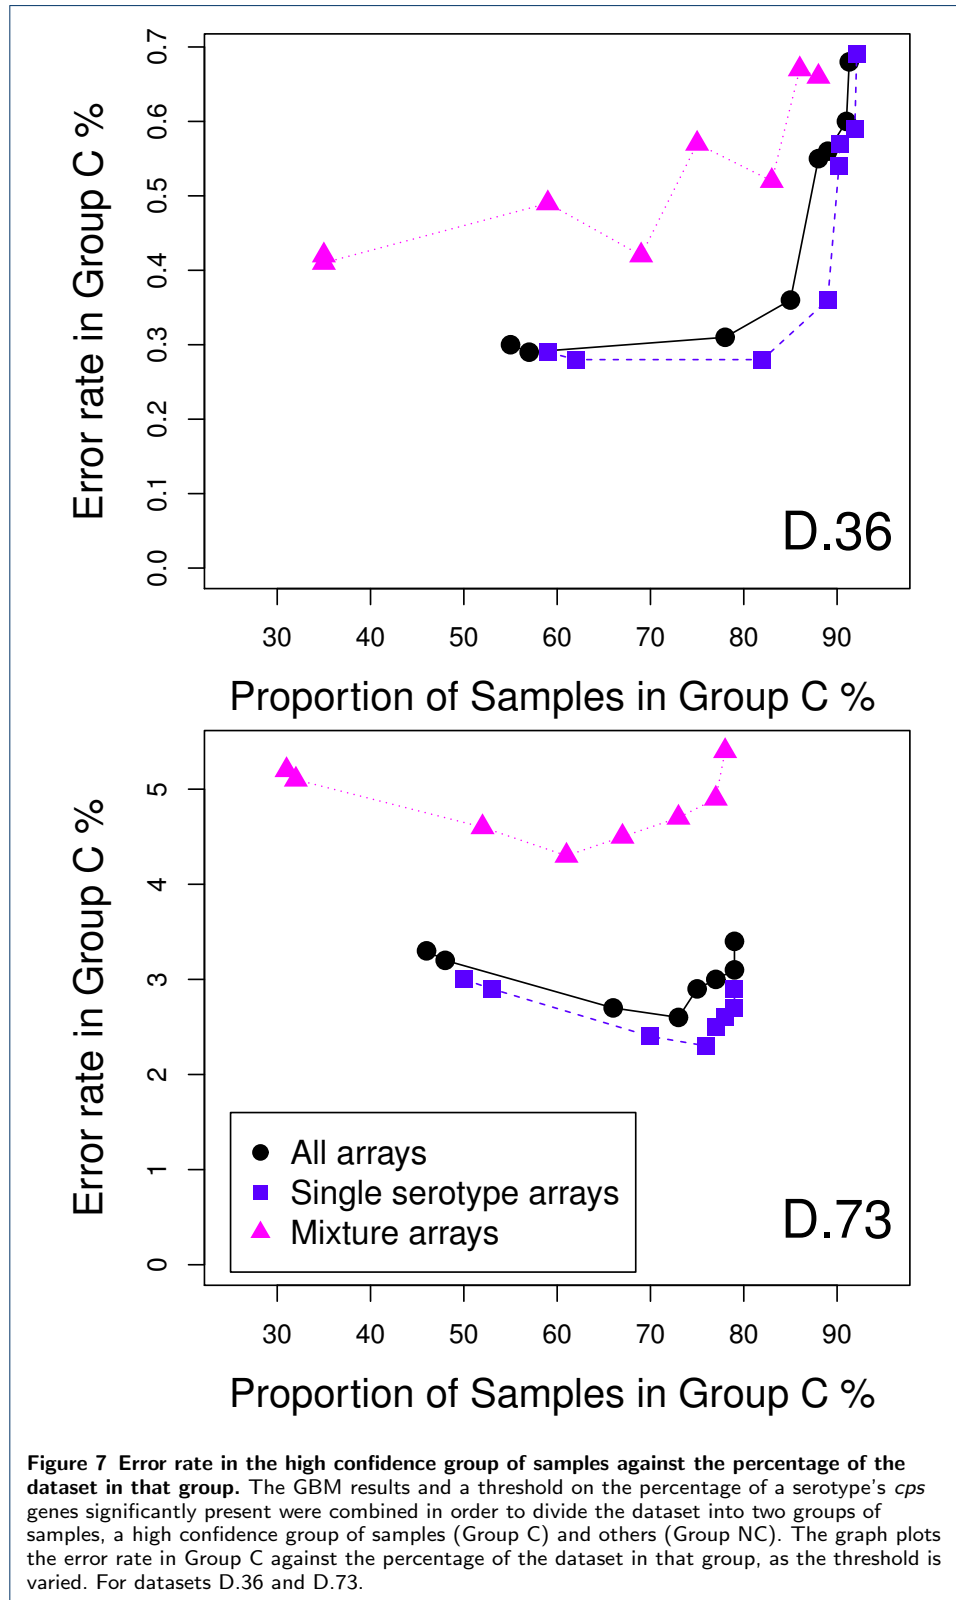 0.0 0.1 0.2 0.3 0.4 0.5 0.6 0.7
Error rate in Group C %
D.36
30 40 50 60 70 80 90
Proportion of Samples in Group C %
0 1 2 3 4 5
Error rate in Group C %
All arrays
Single serotype arrays
Mixture arrays
D.73
30 40 50 60 70 80 90
Proportion of Samples in Group C %
Figure 7 Error rate in the high confidence group of samples against the percentage of the
dataset in that group. The GBM results and a threshold on the percentage of a serotype's cps
genes significantly present were combined in order to divide the dataset into two groups of
samples, a high confidence group of samples (Group C) and others (Group NC). The graph plots
the error rate in Group C against the percentage of the dataset in that group, as the threshold is
varied. For datasets D.36 and D.73.